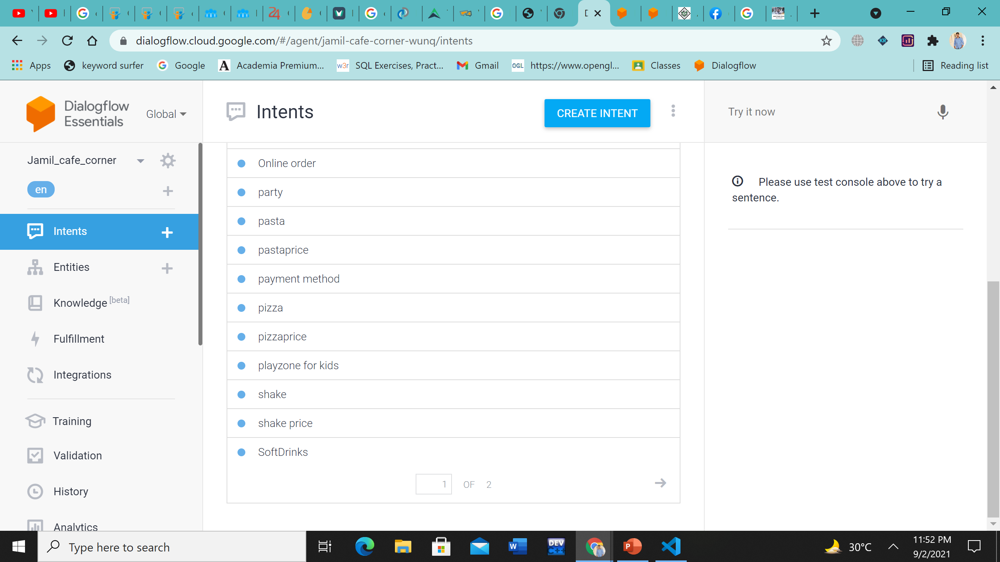 dialogflow.cloud.google.com/#/agent/jamil-cafe-corner-wunq/intents
Apps
keyword surfer
Google
Academia Premium...
w3r SQL Exercises, Pract...
Gmail
OGL https://www.opengl...
Classes
Dialogflow
Reading list
Dialogflow
Essentials
Global
Intents
CREATE INTENT
Try it now
Jamil_cafe_corner
en
Intents
Entities
Knowledge [beta]
Fulfillment
Integrations
Training
Validation
History
Analytics
Online order
party
pasta
pastaprice
payment method
pizza
pizzaprice
playzone for kids
shake
shake price
SoftDrinks
1 OF 2
Please use test console above to try a
sentence.
Type here to search
DEV
C++
30°C
11:52 PM
9/2/2021